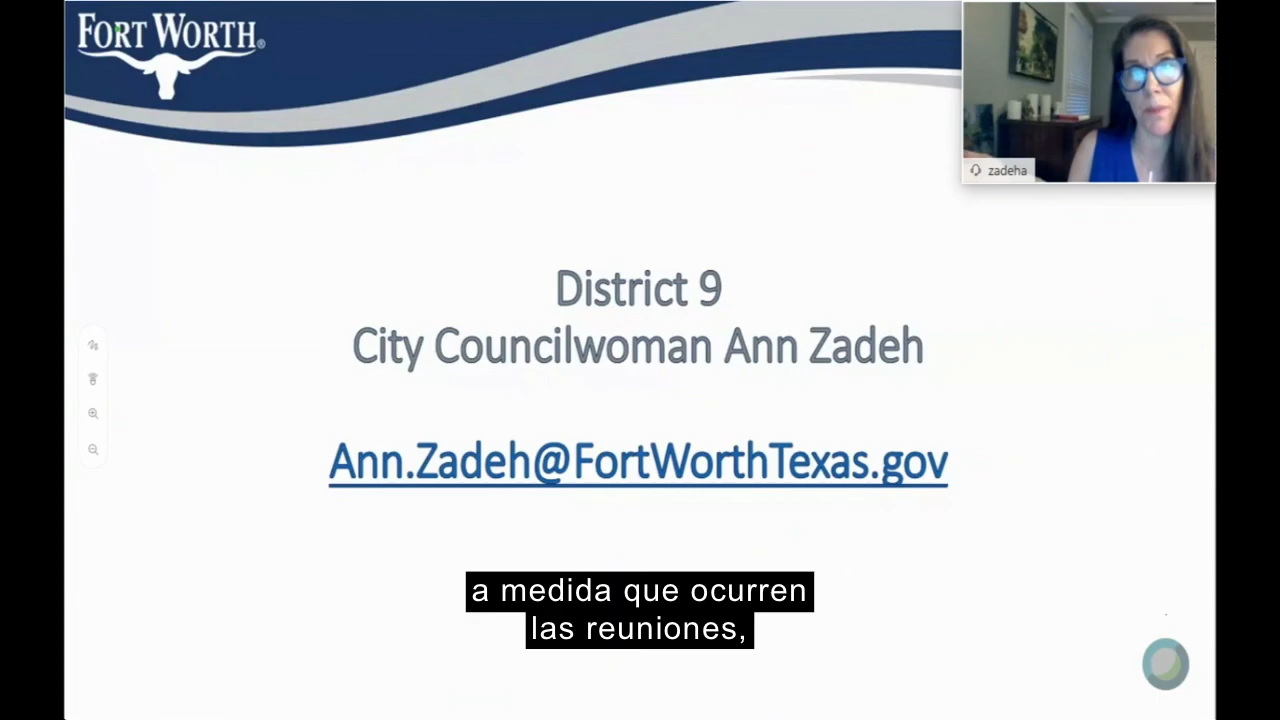 FORT WORTH®
zadeha
District 9
City Councilwoman Ann Zadeh
Ann.Zadeh@FortWorthTexas.gov
a medida que ocurren
las reuniones,